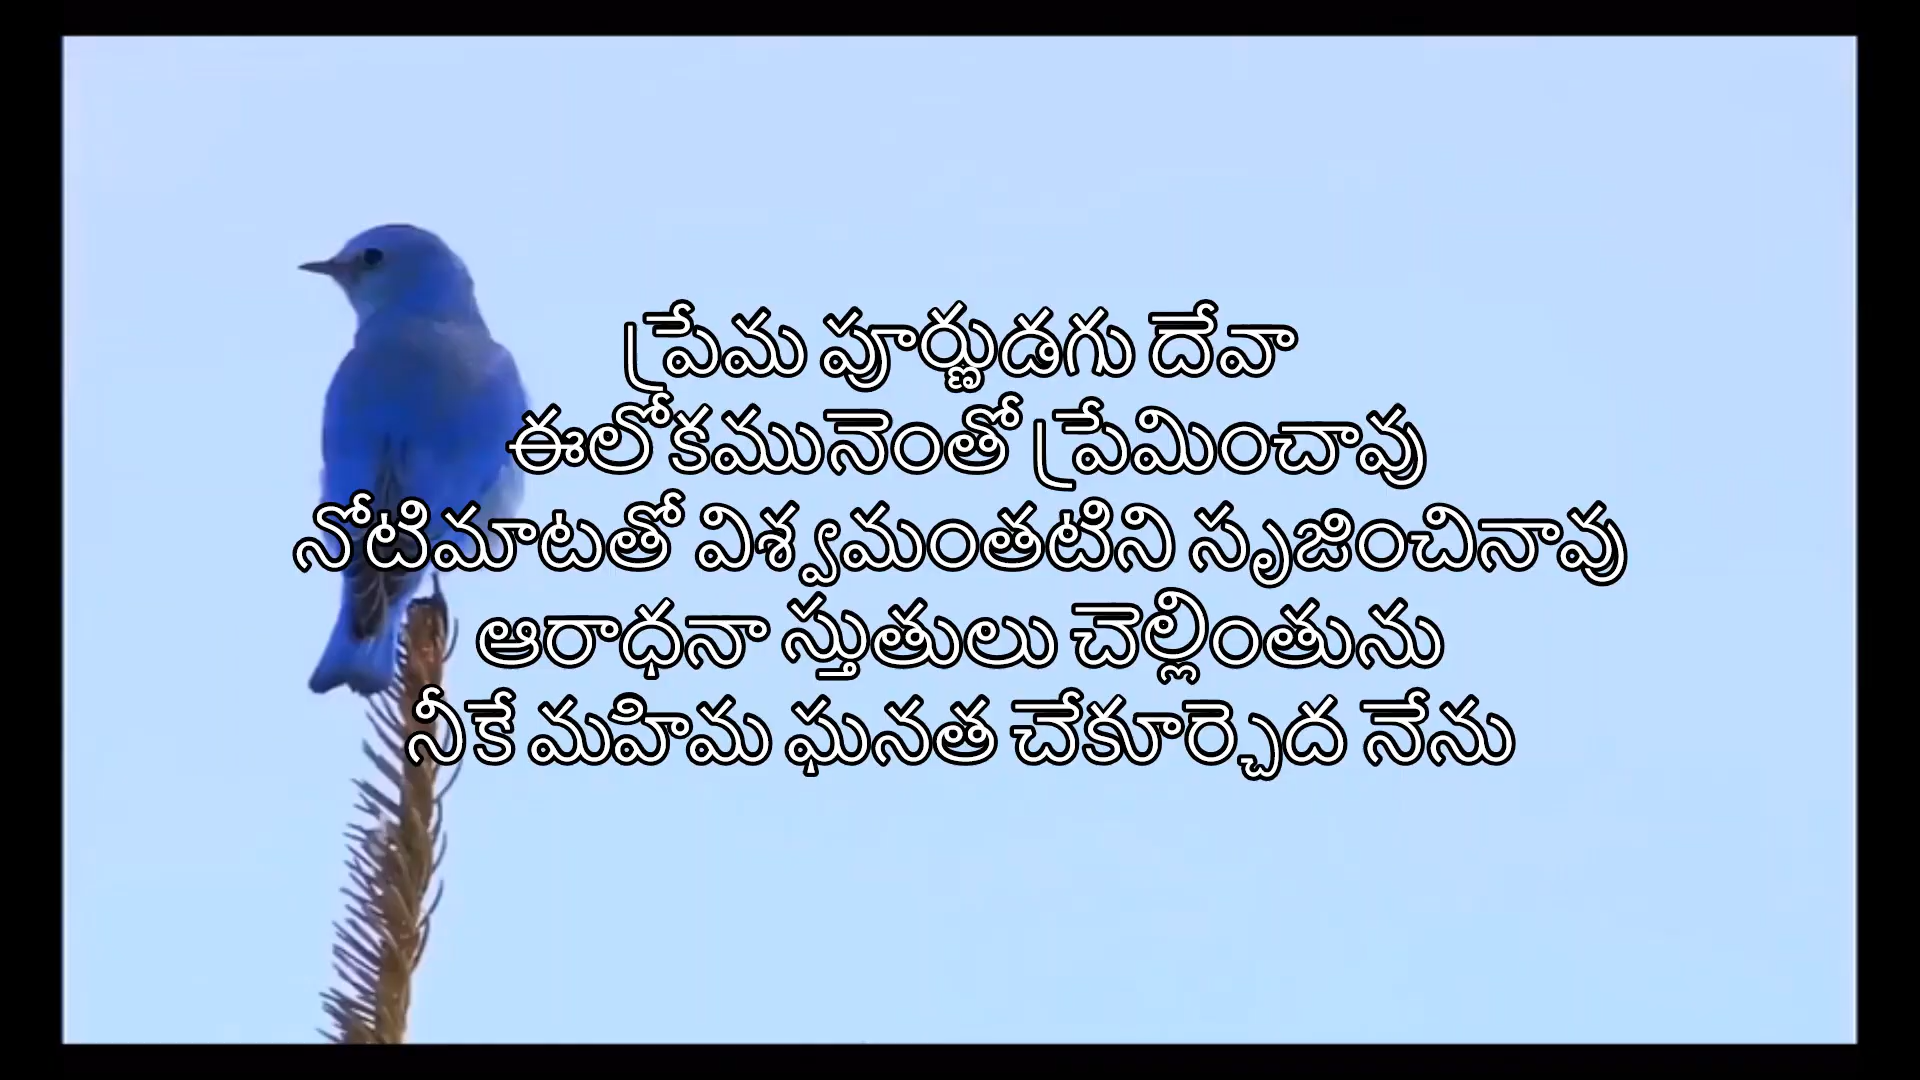 ప్రేమ పూర్ణుడగు దేవా
ఈలోకమునెంతో ప్రేమించావు
నోటిమాటతో విశ్వమంతటిని సృజించినావు
ఆరాధనా స్తుతులు చెల్లింతును
నీకే మహిమ ఘనత చేకూర్చెద నేను